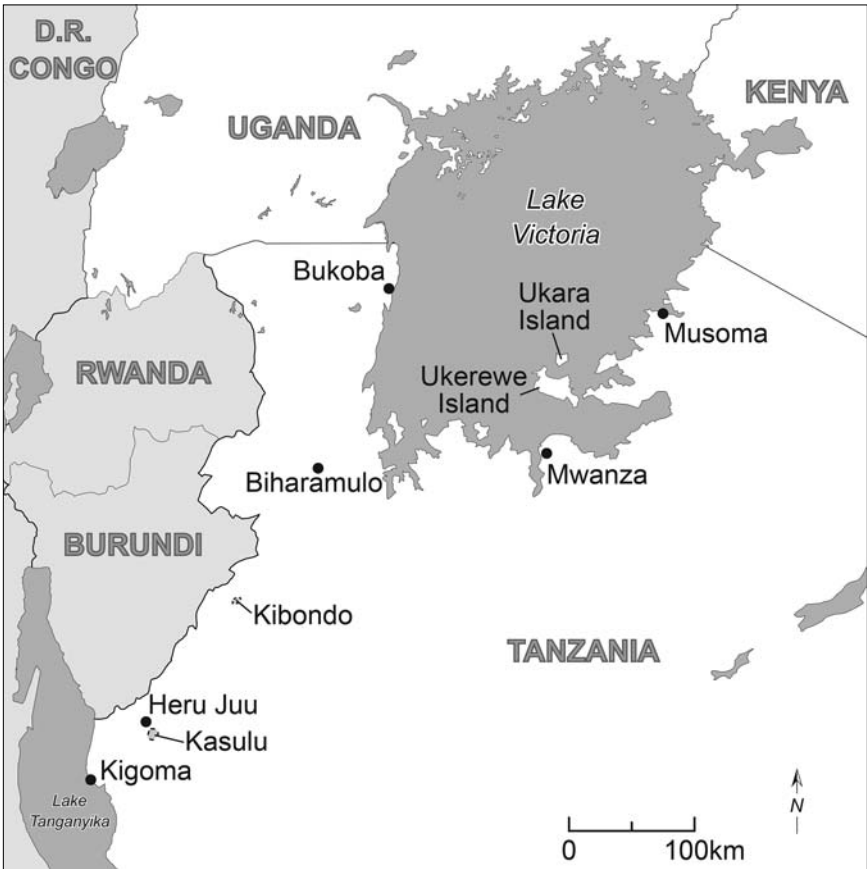 D.R.
CONGO
UGANDA
KENYA
Lake
Victoria
Bukoba
Ukara
Island
Musoma
RWANDA
Ukerewe
Island
Biharamulo
Mwanza
BURUNDI
Kibondo
TANZANIA
Heru Juu
Kasulu
Kigoma
Lake
Tanganyika
N
0 100km